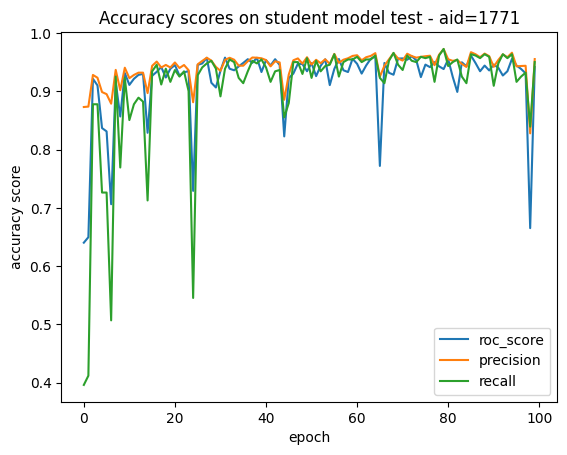 Accuracy scores on student model test - aid=1771
accuracy score
1.0
0.9
0.8
0.7
0.6
0.5
0.4
0
20
40
60
80
100
epoch
roc_score
precision
recall